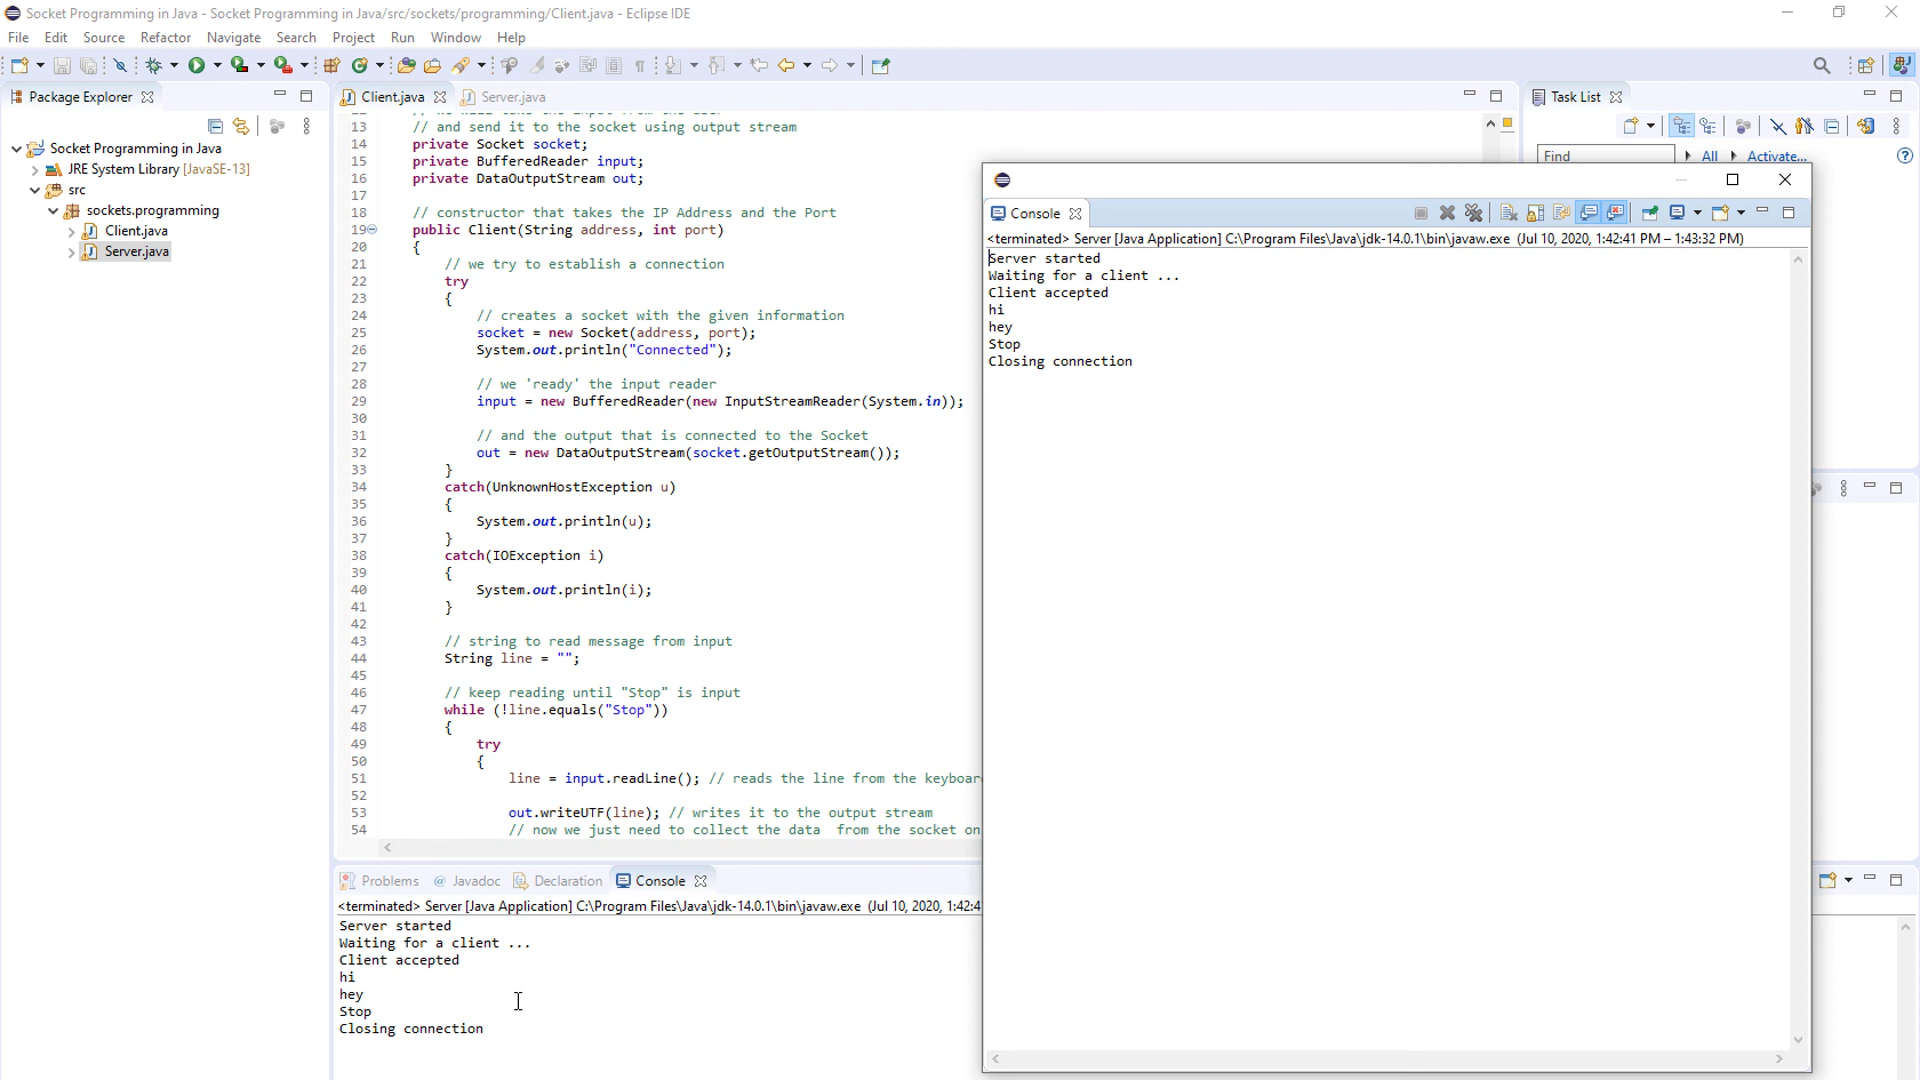 Socket Programming in Java - Socket Programming in Java/src/sockets/programming/Client.java - Eclipse IDE
File Edit Source Refactor Navigate Search Project Run Window Help
Package Explorer
Socket Programming in Java
JRE System Library [JavaSE-13]
src
sockets.programming
Client.java
Server.java
Client.java
Server.java
13 // and send it to the socket using output stream
14 private Socket socket;
15 private BufferedReader input;
16 private DataOutputStream out;
17
18 // constructor that takes the IP Address and the Port
19 public Client(String address, int port)
20 {
21 // we try to establish a connection
22 try
23 {
24 // creates a socket with the given information
25 socket = new Socket(address, port);
26 System.out.println("Connected");
27
28 // we 'ready' the input reader
29 input = new BufferedReader(new InputStreamReader(System.in));
30
31 // and the output that is connected to the Socket
32 out = new DataOutputStream(socket.getOutputStream());
33 }
34 catch(UnknownHostException u)
35 {
36 System.out.println(u);
37 }
38 catch(IOException i)
39 {
40 System.out.println(i);
41 }
42
43 // string to read message from input
44 String line = "";
45
46 // keep reading until "Stop" is input
47 while (!line.equals("Stop"))
48 {
49 try
50 {
51 line = input.readLine(); // reads the line from the keyboar
52
53 out.writeUTF(line); // writes it to the output stream
54 // now we just need to collect the data from the socket on
Task List
Find
All
Activate...
Console
<terminated> Server [Java Application] C:\Program Files\Java\jdk-14.0.1\bin\javaw.exe (Jul 10, 2020, 1:42:41 PM – 1:43:32 PM)
Server started
Waiting for a client ...
Client accepted
hi
hey
Stop
Closing connection
Problems
@ Javadoc
Declaration
Console
<terminated> Server [Java Application] C:\Program Files\Java\jdk-14.0.1\bin\javaw.exe (Jul 10, 2020, 1:42:4
Server started
Waiting for a client ...
Client accepted
hi
hey
Stop
Closing connection